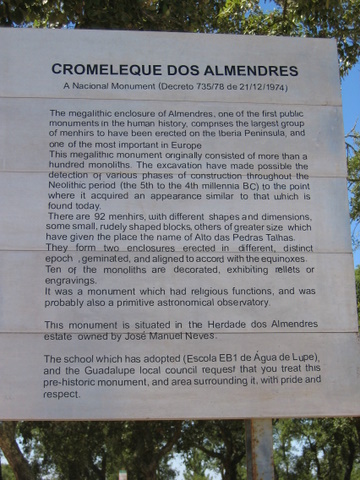 CROMELEQUE DOS ALMENDRES
A Nacional Monument (Decreto 735/78 de 21/12/1974)
The megalithic enclosure of Almendres, one of the first public
monuments in the human history, comprises the largest group
of menhirs to have been erected on the Iberia Peninsula, and
one of the most important in Europe
This megalithic monument originally consisted of more than a
hundred monoliths. The excavation have made possible the
detection of various phases of construction throughout the
Neolithic period (the 5th to the 4th millennia BC) to the point
where it acquired an appearance similar to that which is
found today.
There are 92 menhirs, with different shapes and dimensions,
some small, rudely shaped blocks, others of greater size which
have given the place the name of Alto das Pedras Talhas.
They form two enclosures erected in different, distinct
epoch , geminated, and aligned to accord with the equinoxes.
Ten of the monoliths are decorated, exhibiting reliefs or
engravings.
It was a monument which had religious functions, and was
probably also a primitive astronomical observatory.
This monument is situated in the Herdade dos Almendres
estate owned by José Manuel Neves.
The school which has adopted (Escola EB1 de Água de Lupe),
and the Guadalupe local council request that you treat this
pre-historic monument, and area surrounding it, with pride and
respect.